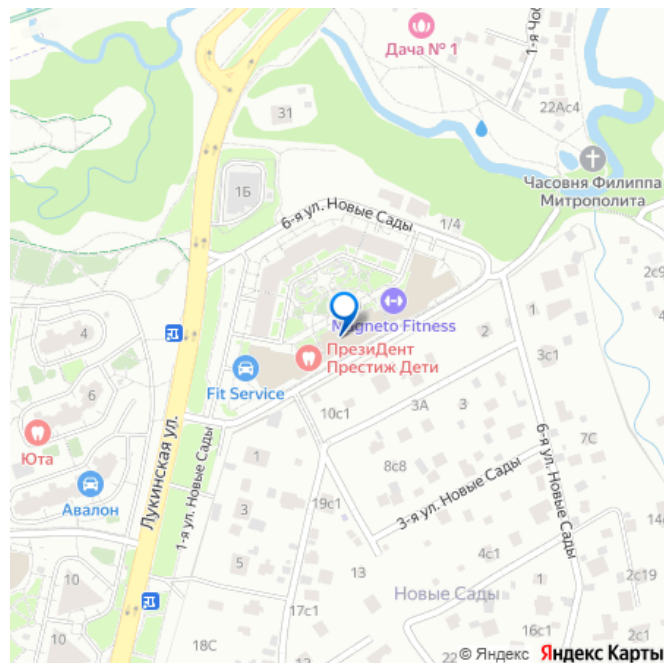 Дача № 1
1-я Чоб
22Ас4
31
Часовня Филиппа
Митрополита
1Б
6-я ул. Новые Сады
1/4
2с9
1
Magneto Fitness
2
4
ПрезиДент
Престиж Дети
3с1
Fit Service
6
3А
3
10с1
6-я ул. Новые Сады
7С
Юта
Лукинская ул.
1-я ул. Новые Сады
1
8с8
3-я ул. Новые Сады
Авалон
3
19с1
4с1
5
13
Новые Сады
1
2с19
10
17с1
10
18С
22
16с1
© Яндекс Яндекс Карты